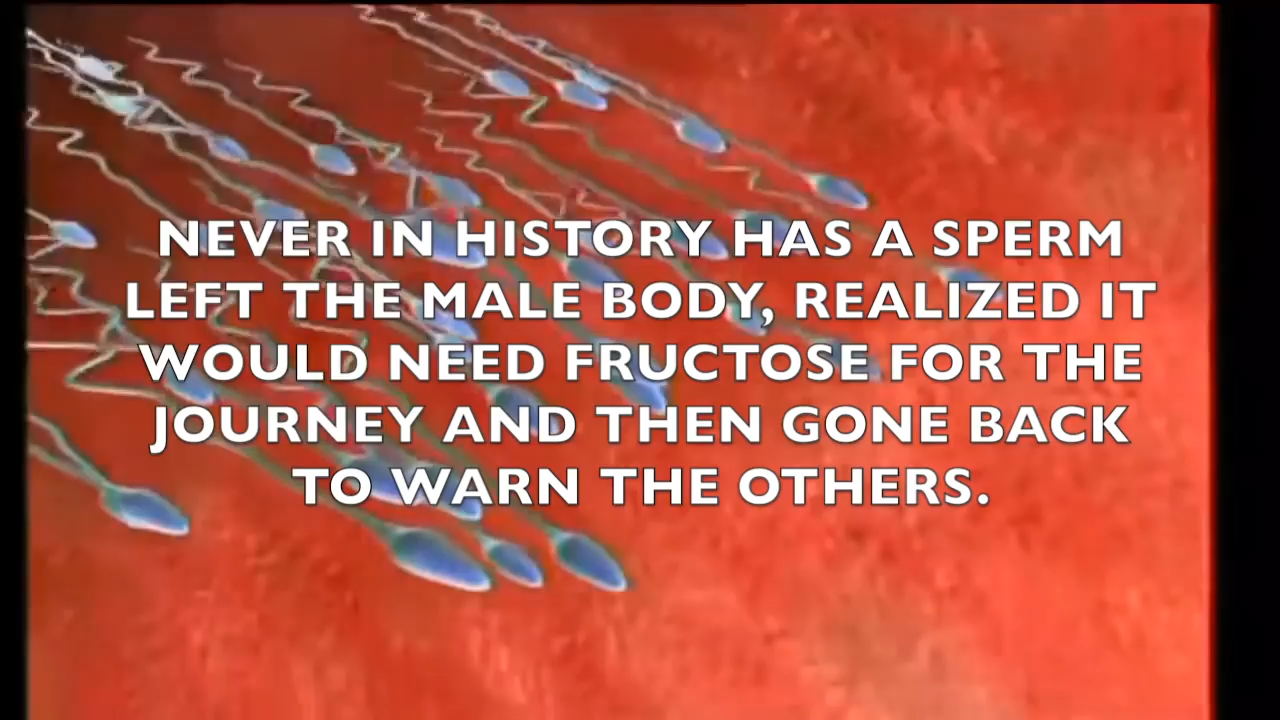 NEVER IN HISTORY HAS A SPERM
LEFT THE MALE BODY, REALIZED IT
WOULD NEED FRUCTOSE FOR THE
JOURNEY AND THEN GONE BACK
TO WARN THE OTHERS.